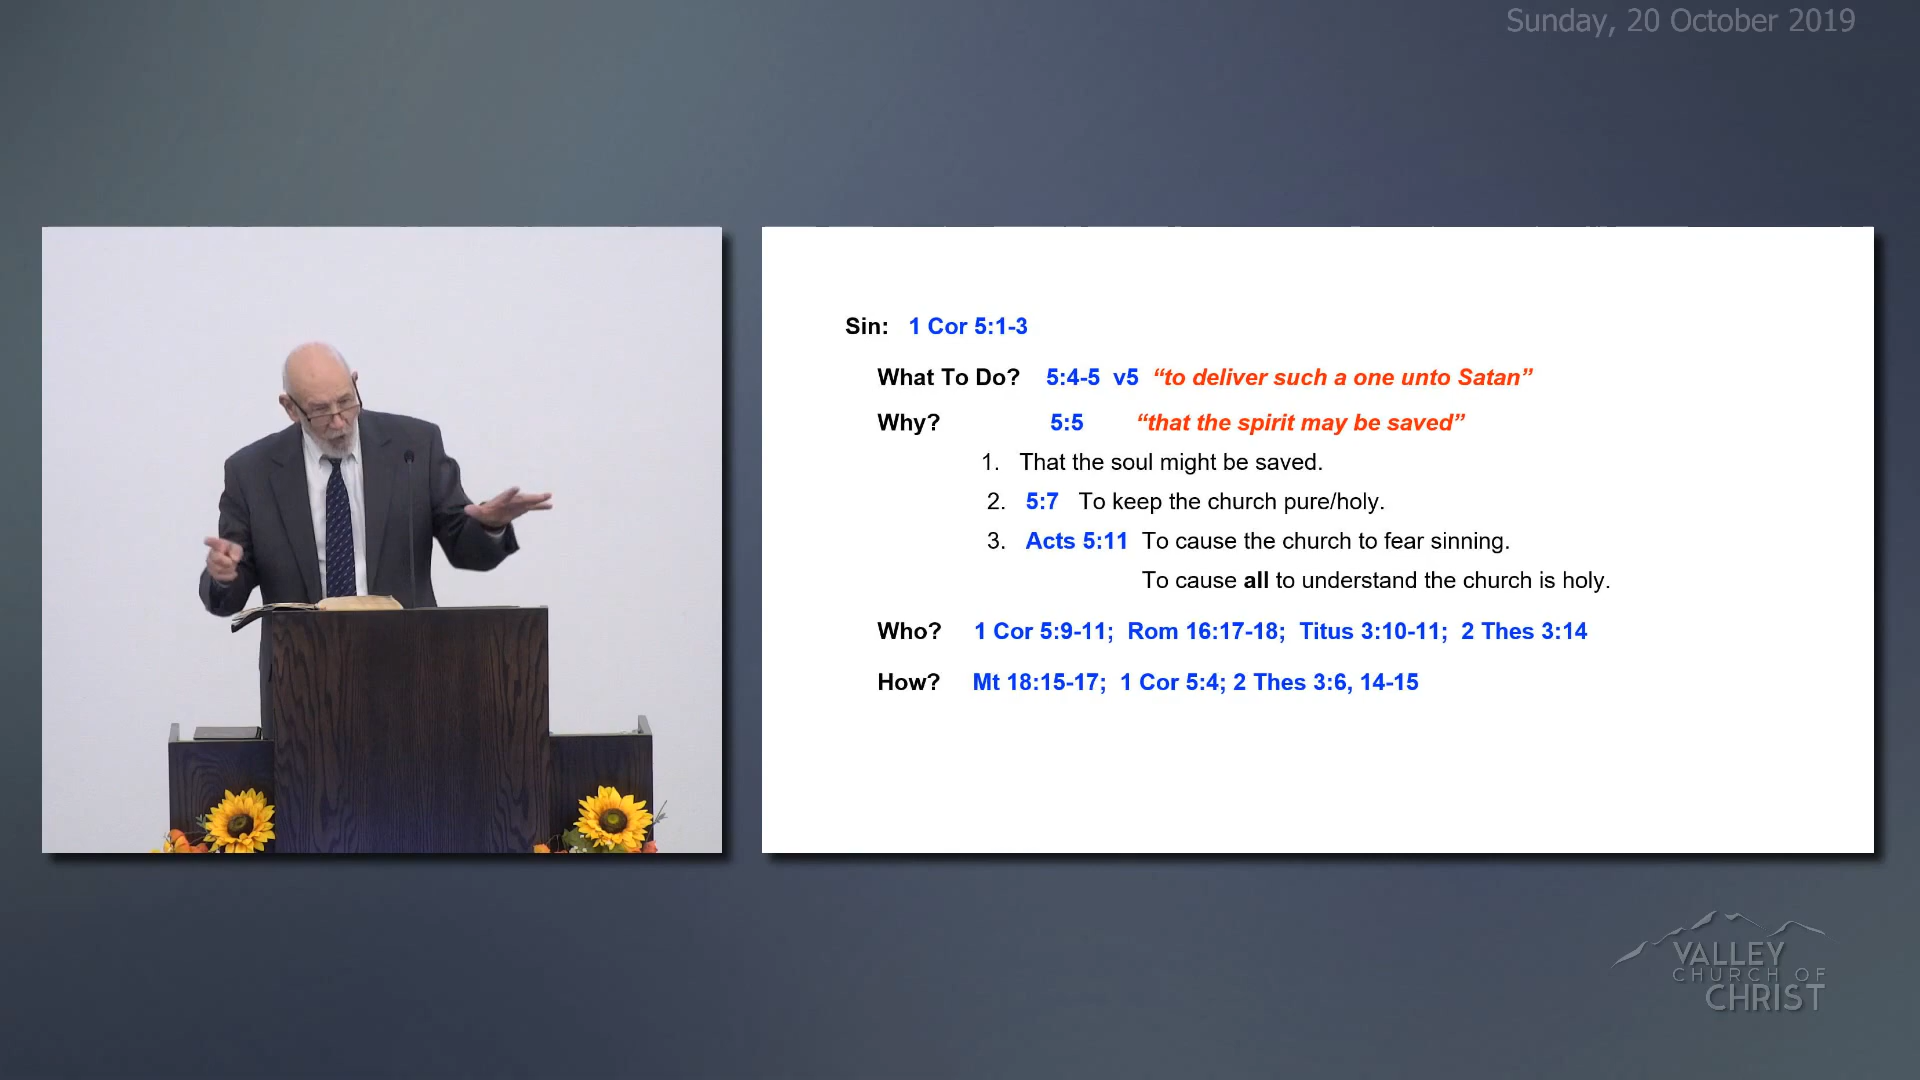 Sunday, 20 October 2019
Sin: 1 Cor 5:1-3
What To Do? 5:4-5 v5 “to deliver such a one unto Satan”
Why? 5:5 “that the spirit may be saved”
1. That the soul might be saved.
2. 5:7 To keep the church pure/holy.
3. Acts 5:11 To cause the church to fear sinning.
To cause all to understand the church is holy.
Who? 1 Cor 5:9-11; Rom 16:17-18; Titus 3:10-11; 2 Thes 3:14
How? Mt 18:15-17; 1 Cor 5:4; 2 Thes 3:6, 14-15
VALLEY
CHURCH OF
CHRIST